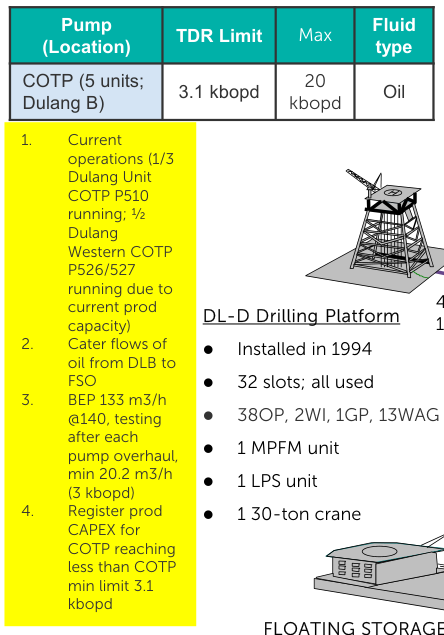 Pump (Location)
TDR Limit
Max
Fluid type
COTP (5 units;
Dulang B)
3.1 kbopd
20
kbopd
Oil
1. Current
operations (1/3
Dulang Unit
COTP P510
running; ½
Dulang
Western COTP
P526/527
running due to
current prod
capacity)
2. Cater flows of
oil from DLB to
FSO
3. BEP 133 m3/h
@140, testing
after each
pump overhaul,
min 20.2 m3/h
(3 kbopd)
4. Register prod
CAPEX for
COTP reaching
less than COTP
min limit 3.1
kbopd
H
4
1
DL-D Drilling Platform
● Installed in 1994
● 32 slots; all used
● 38OP, 2WI, 1GP, 13WAG
● 1 MPFM unit
● 1 LPS unit
● 1 30-ton crane
FLOATING STORAGE